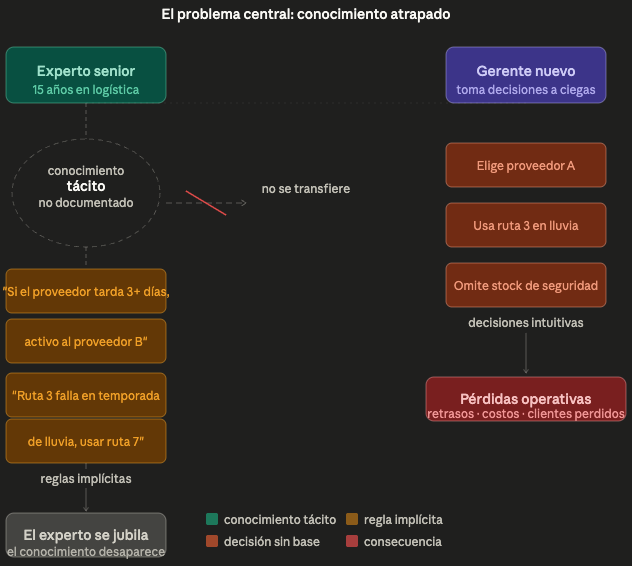 El problema central: conocimiento atrapado
Experto senior
15 años en logística
Gerente nuevo
toma decisiones a ciegas
conocimiento
tácito
no documentado
no se transfiere
Elige proveedor A
Usa ruta 3 en lluvia
Omite stock de seguridad
decisiones intuitivas
Pérdidas operativas
retrasos · costos · clientes perdidos
"Si el proveedor tarda 3+ días,
activo al proveedor B"
"Ruta 3 falla en temporada
de lluvia, usar ruta 7"
reglas implícitas
El experto se jubila
el conocimiento desaparece
conocimiento tácito
regla implícita
decisión sin base
consecuencia